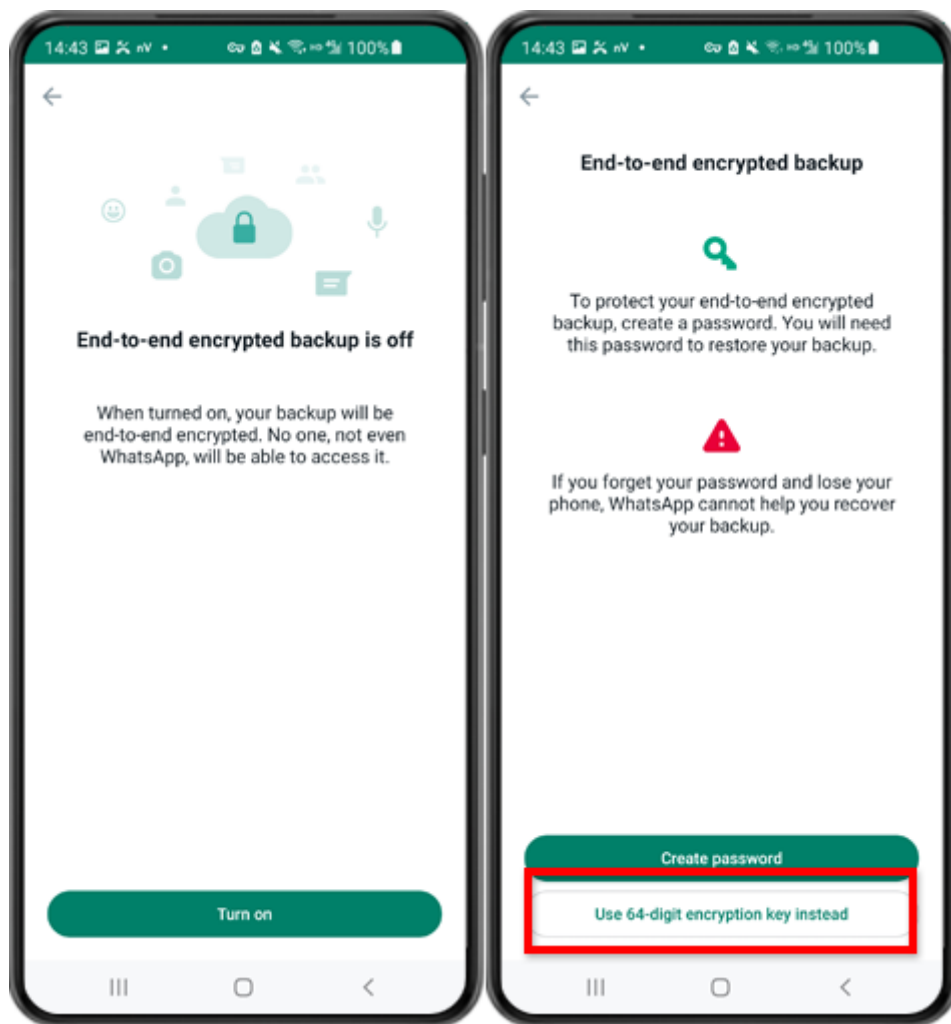 14:43
100%
End-to-end encrypted backup is off
When turned on, your backup will be
end-to-end encrypted. No one, not even
WhatsApp, will be able to access it.
Turn on
14:43
100%
End-to-end encrypted backup
To protect your end-to-end encrypted
backup, create a password. You will need
this password to restore your backup.
If you forget your password and lose your
phone, WhatsApp cannot help you recover
your backup.
Create password
Use 64-digit encryption key instead